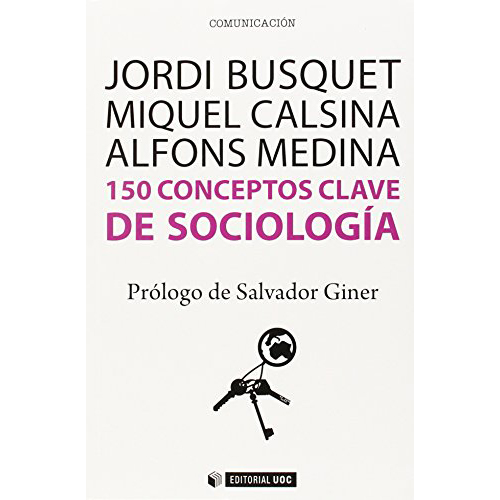 COMUNICACIÓN
JORDI BUSQUET
MIQUEL CALSINA
ALFONS MEDINA
150 CONCEPTOS CLAVE
DE SOCIOLOGÍA
Prólogo de Salvador Giner
EDITORIAL UOC